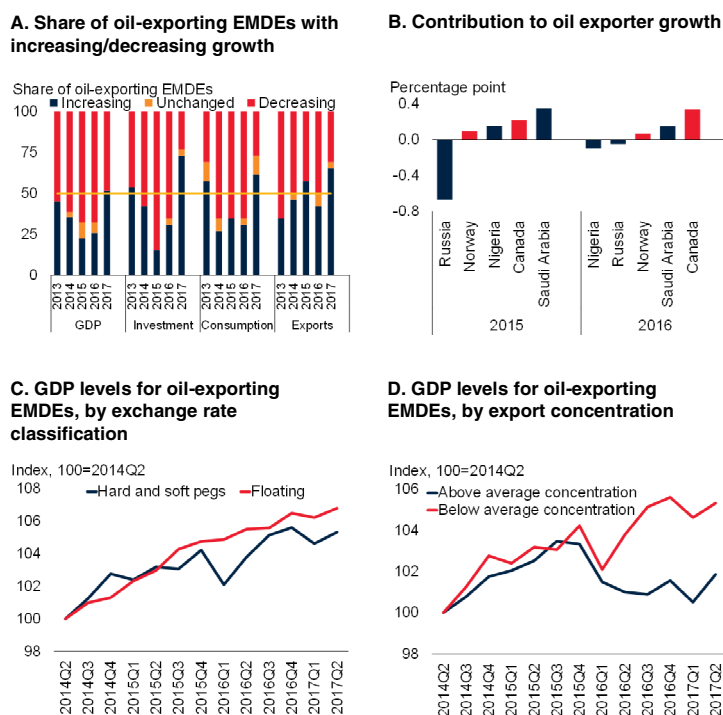 A. Share of oil-exporting EMDEs with
increasing/decreasing growth
Share of oil-exporting EMDEs
Increasing Unchanged Decreasing
100
75
50
25
0
2013 2014 2015 2016 2017 2013 2014 2015 2016 2017 2013 2014 2015 2016 2017 2013 2014 2015 2016 2017
GDP Investment Consumption Exports
B. Contribution to oil exporter growth
Percentage point
0.4
0.0
-0.4
-0.8
Russia Norway Nigeria Canada Saudi Arabia Nigeria Russia Norway Saudi Arabia Canada
2015 2016
C. GDP levels for oil-exporting
EMDEs, by exchange rate
classification
Index, 100=2014Q2
108
Hard and soft pegs Floating
106
104
102
100
98
2014Q2 2014Q3 2014Q4 2015Q1 2015Q2 2015Q3 2015Q4 2016Q1 2016Q2 2016Q3 2016Q4 2017Q1 2017Q2
D. GDP levels for oil-exporting
EMDEs, by export concentration
Index, 100=2014Q2
106
Above average concentration
Below average concentration
104
102
100
98
2014Q2 2014Q3 2014Q4 2015Q1 2015Q2 2015Q3 2015Q4 2016Q1 2016Q2 2016Q3 2016Q4 2017Q1 2017Q2